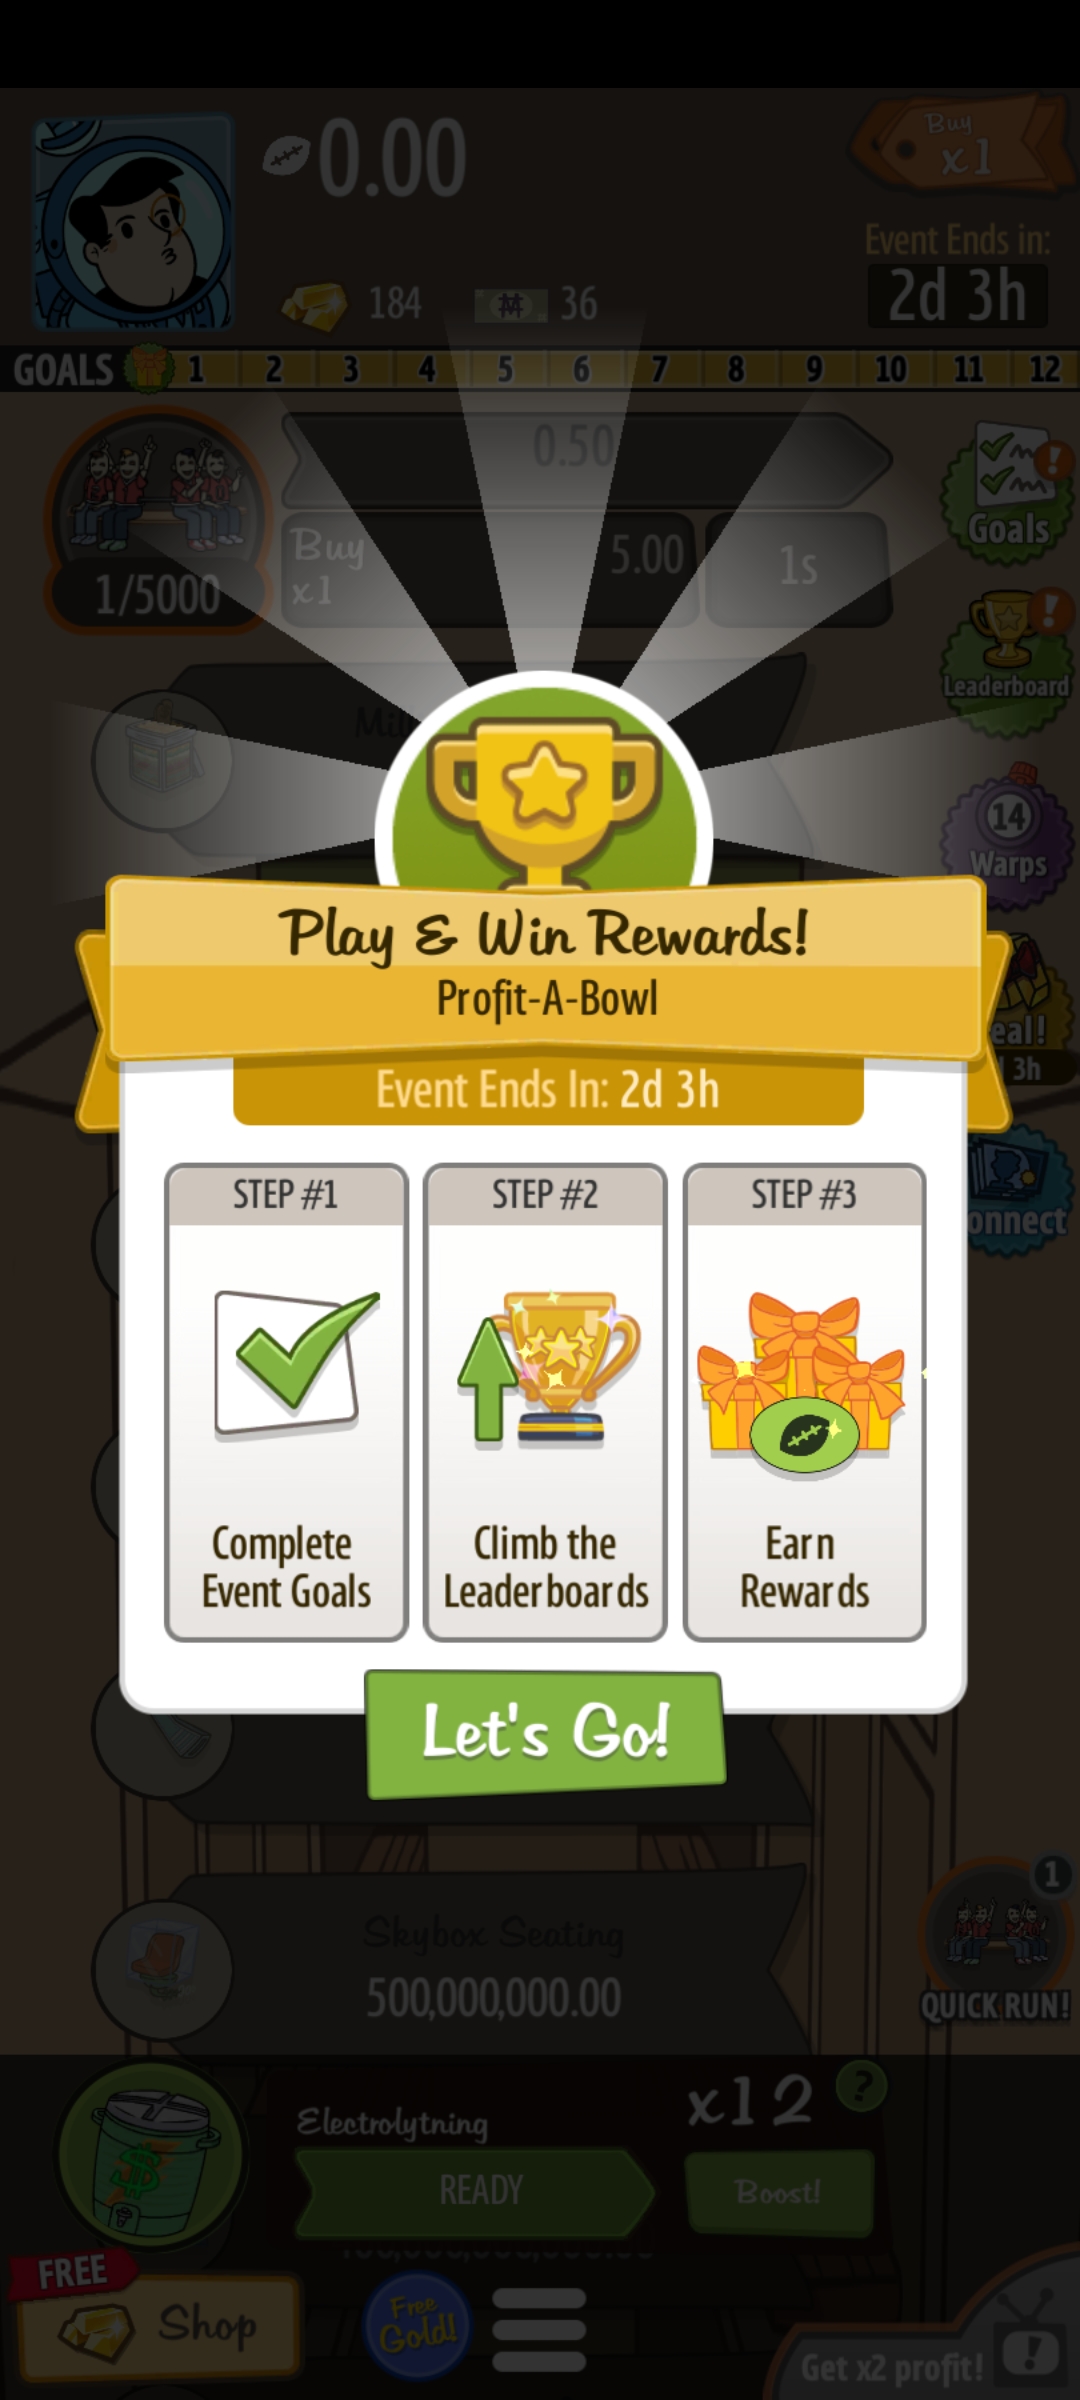 0.00
Buy
x1
Event Ends in:
2d 3h
184
36
GOALS 1 2 3 4 5 6 7 8 9 10 11 12
0.50
Buy
x1
5.00
1s
1/5000
Goals
Leaderboard
14
Warps
Play & Win Rewards!
Profit-A-Bowl
eal!
3h
Event Ends In: 2d 3h
onnect
STEP #1
STEP #2
STEP #3
Complete
Event Goals
Climb the
Leaderboards
Earn
Rewards
Let's Go!
1
Skybox Seating
500,000,000.00
QUICK RUN!
Electrolytning
x12
?
READY
Boost!
FREE
Shop
Free
Gold!
Get x2 profit!